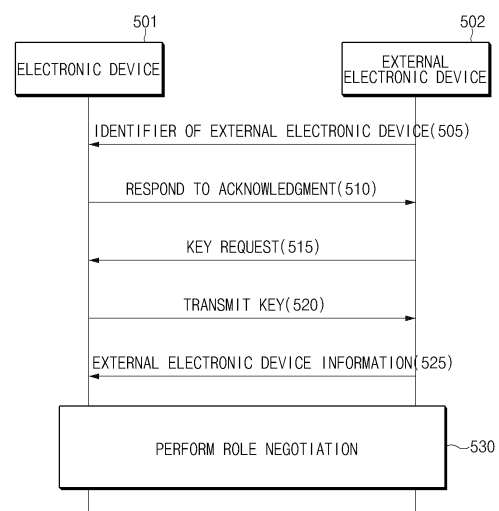 501
502
ELECTRONIC DEVICE
EXTERNAL
ELECTRONIC DEVICE
IDENTIFIER OF EXTERNAL ELECTRONIC DEVICE(505)
RESPOND TO ACKNOWLEDGMENT(510)
KEY REQUEST(515)
TRANSMIT KEY(520)
EXTERNAL ELECTRONIC DEVICE INFORMATION(525)
PERFORM ROLE NEGOTIATION
530